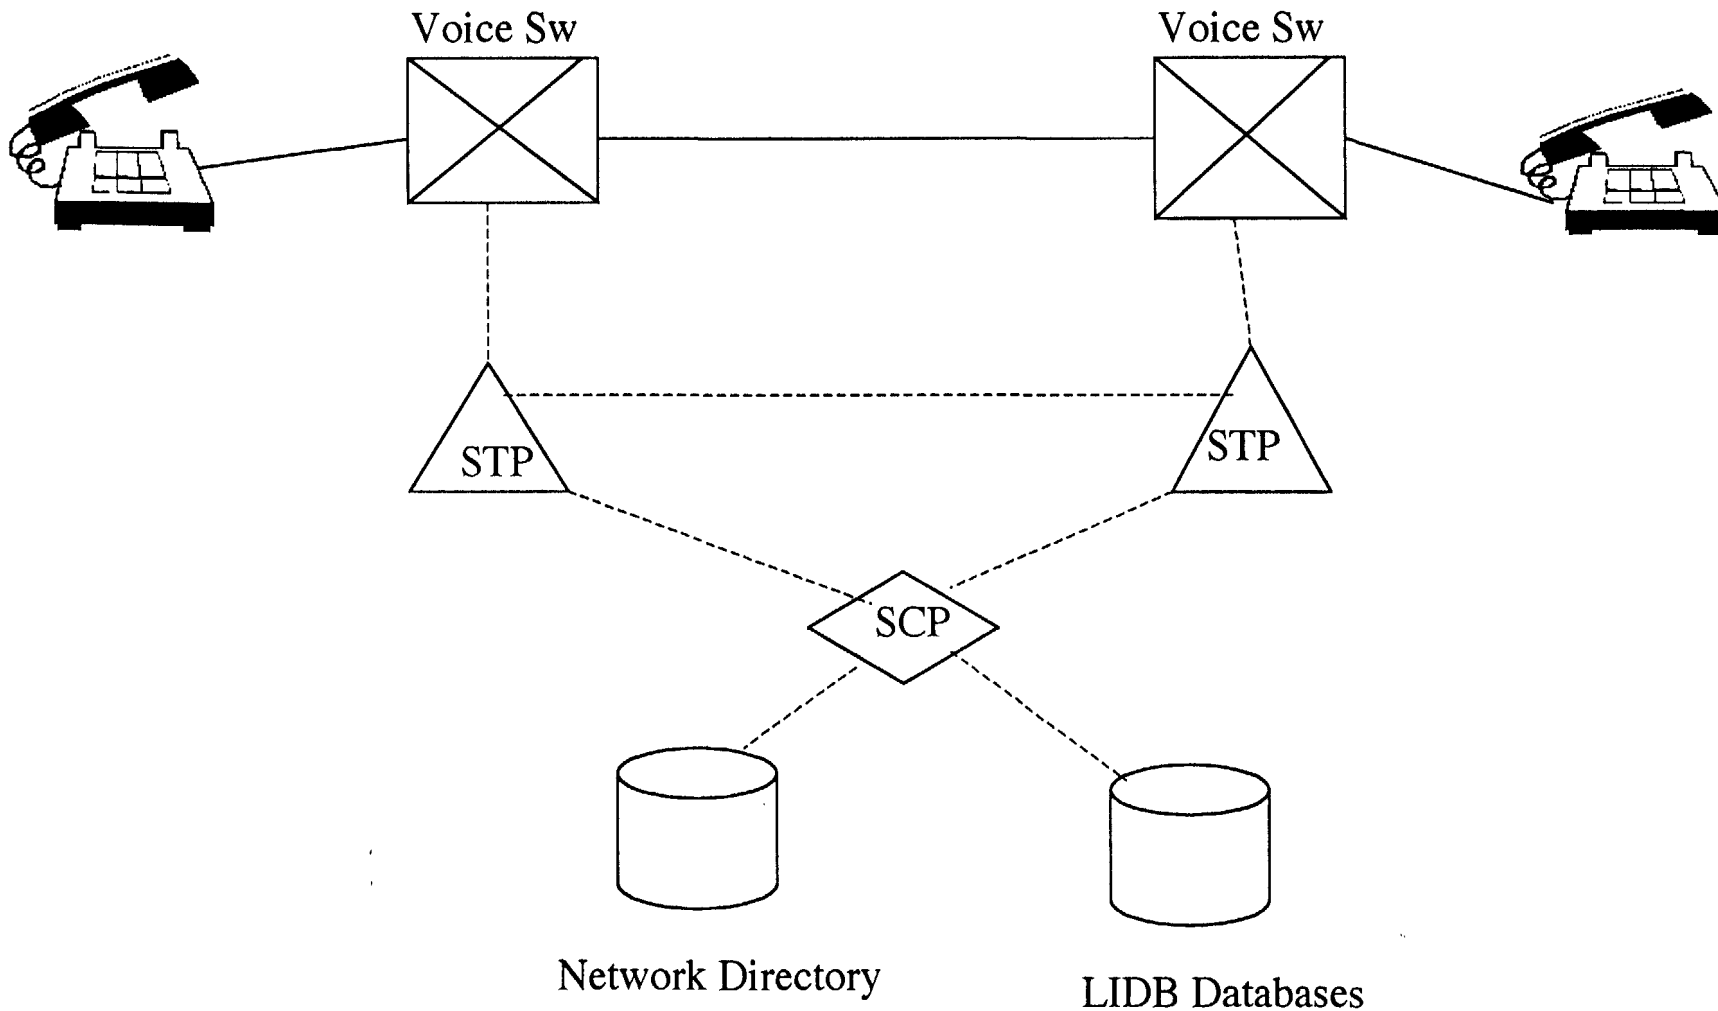 Voice Sw
Voice Sw
STP
STP
SCP
Network Directory
LIDB Databases